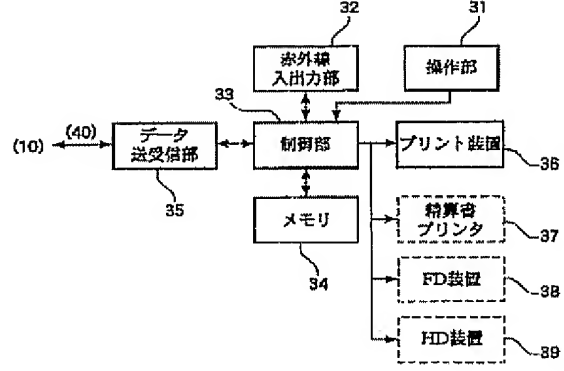 32
31
赤外線
入出力部
操作部
33
(10)
(40)
データ
送受信部
制御部
プリント装置
35
36
メモリ
精算書
プリンタ
37
34
FD装置
38
HD装置
39